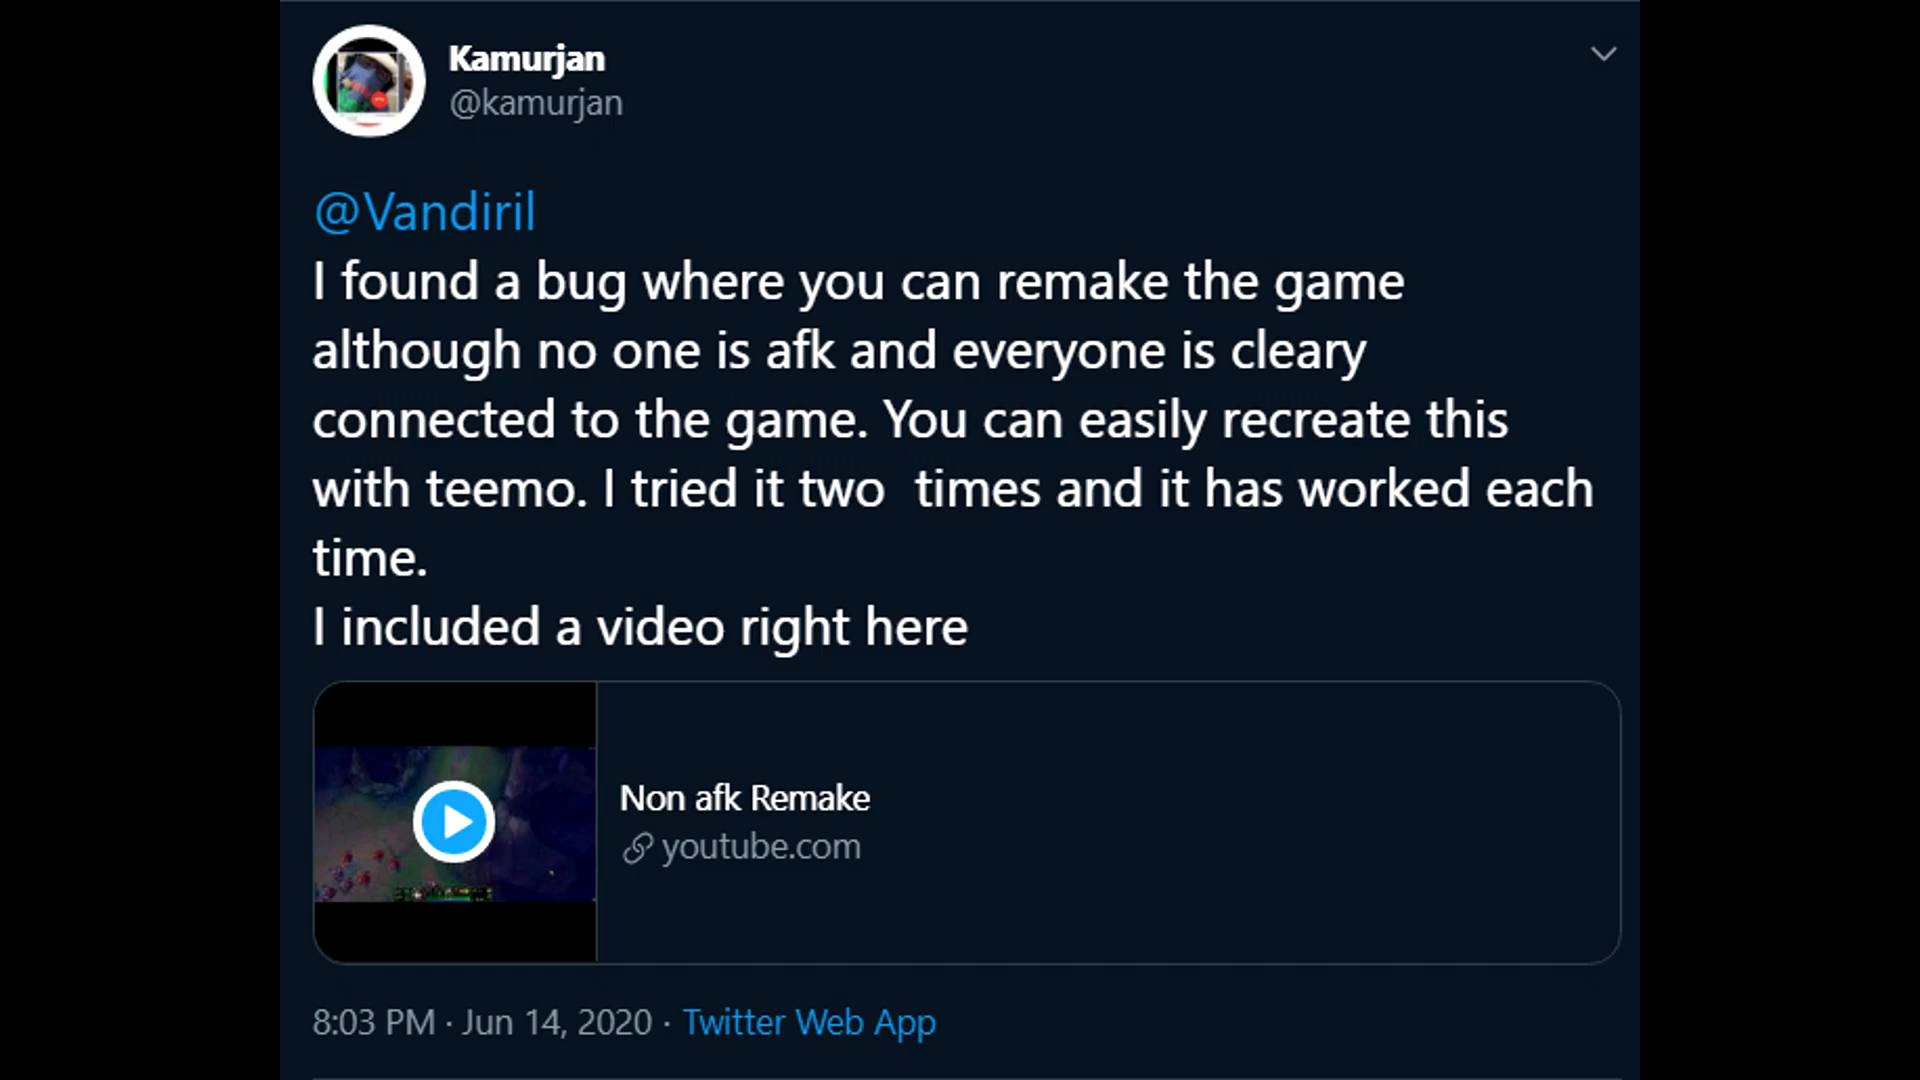 Kamurjan
@kamurjan
@Vandiril
I found a bug where you can remake the game
although no one is afk and everyone is cleary
connected to the game. You can easily recreate this
with teemo. I tried it two  times and it has worked each
time.
I included a video right here
Non afk Remake
youtube.com
8:03 PM · Jun 14, 2020 · Twitter Web App